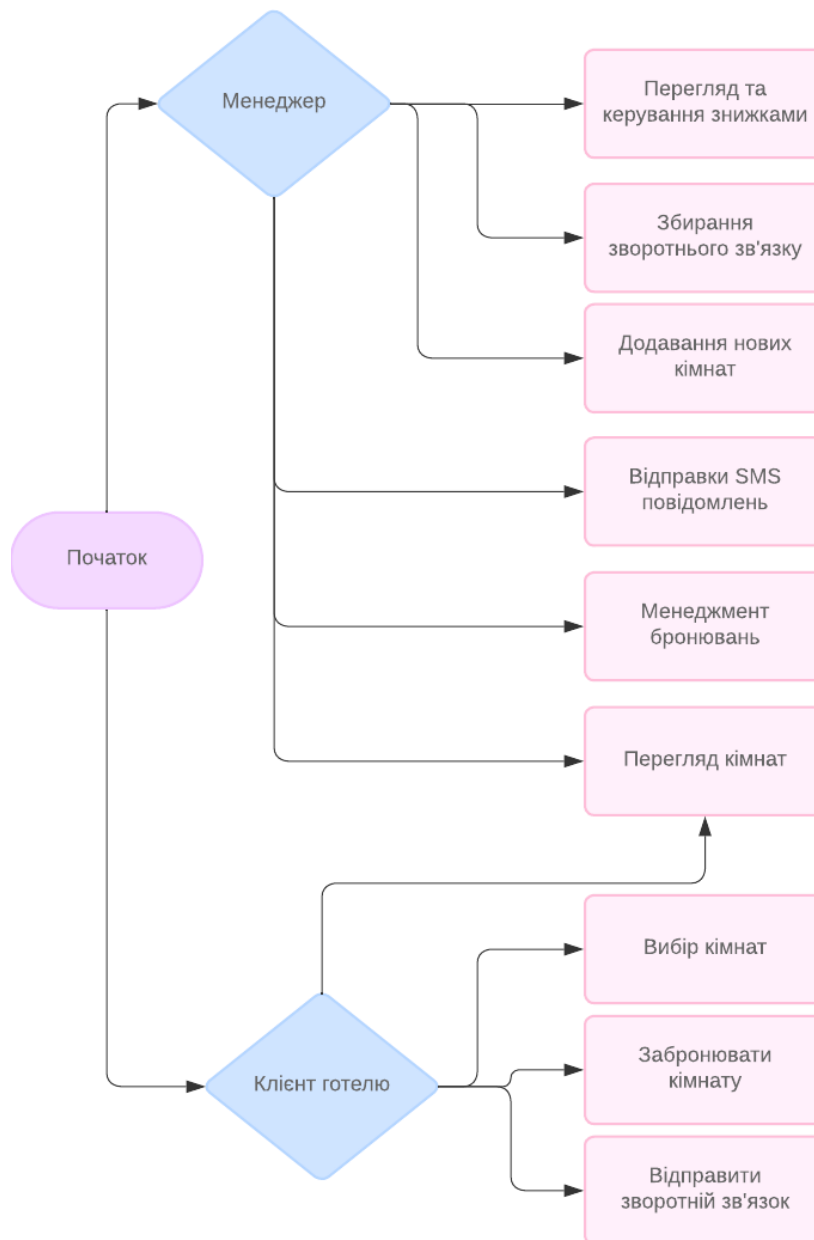 Менеджер
Перегляд та
керування знижками
Збирання
зворотнього зв'язку
Додавання нових
кімнат
Відправки SMS
повідомлень
Початок
Менеджмент
бронювань
Перегляд кімнат
Вибір кімнат
Клієнт готелю
Забронювати
кімнату
Відправити
зворотній зв'язок